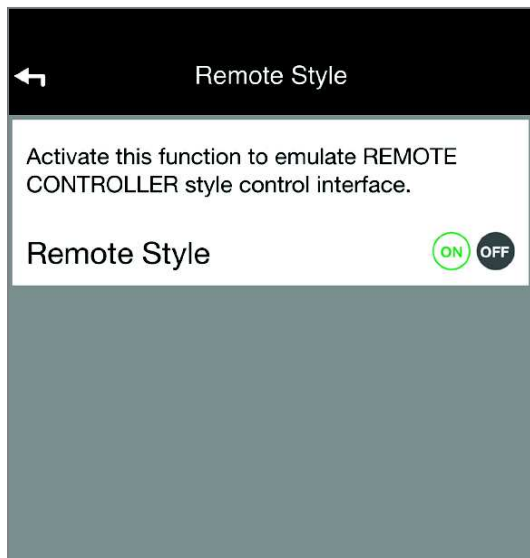 Remote Style
Activate this function to emulate REMOTE
CONTROLLER style control interface.
Remote Style ON OFF